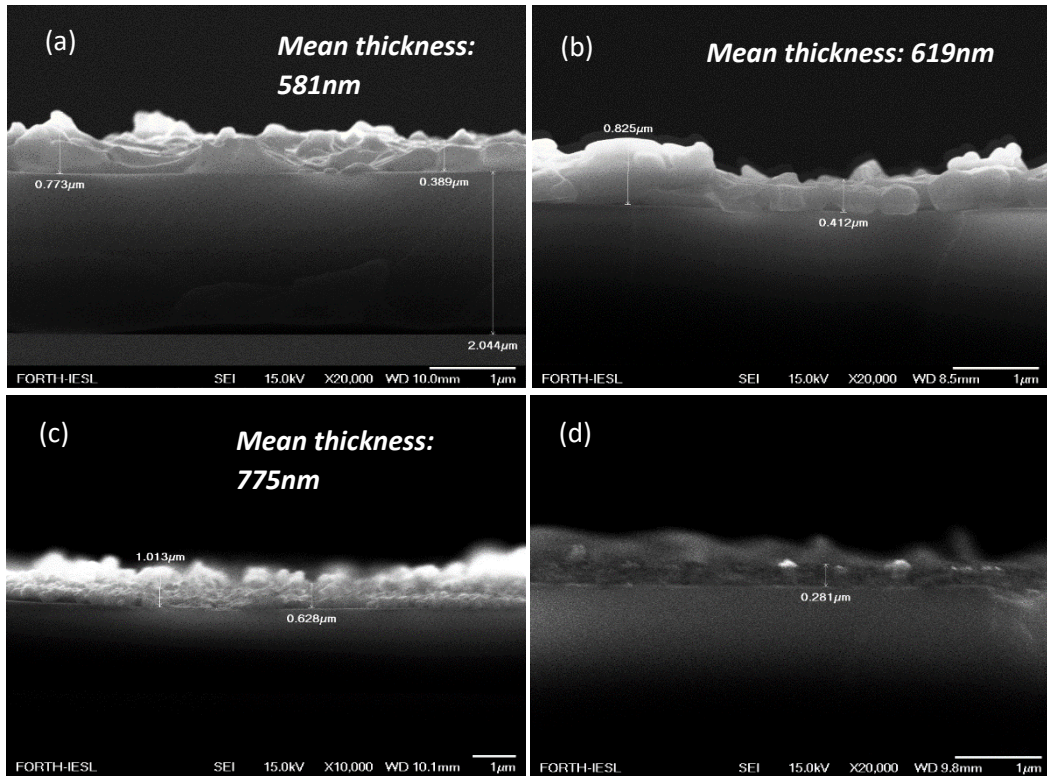 (a)
Mean thickness:
581nm
0.773µm
0.389µm
2.044µm
FORTH-IESL SEI 15.0kV X20,000 WD 10.0mm 1µm
(b)
Mean thickness: 619nm
0.825µm
0.412µm
FORTH-IESL SEI 15.0kV X20,000 WD 8.5mm 1µm
(c)
Mean thickness:
775nm
1.013µm
0.628µm
FORTH-IESL SEI 15.0kV X10,000 WD 10.1mm 1µm
(d)
0.281µm
FORTH-IESL SEI 15.0kV X20,000 WD 9.8mm 1µm